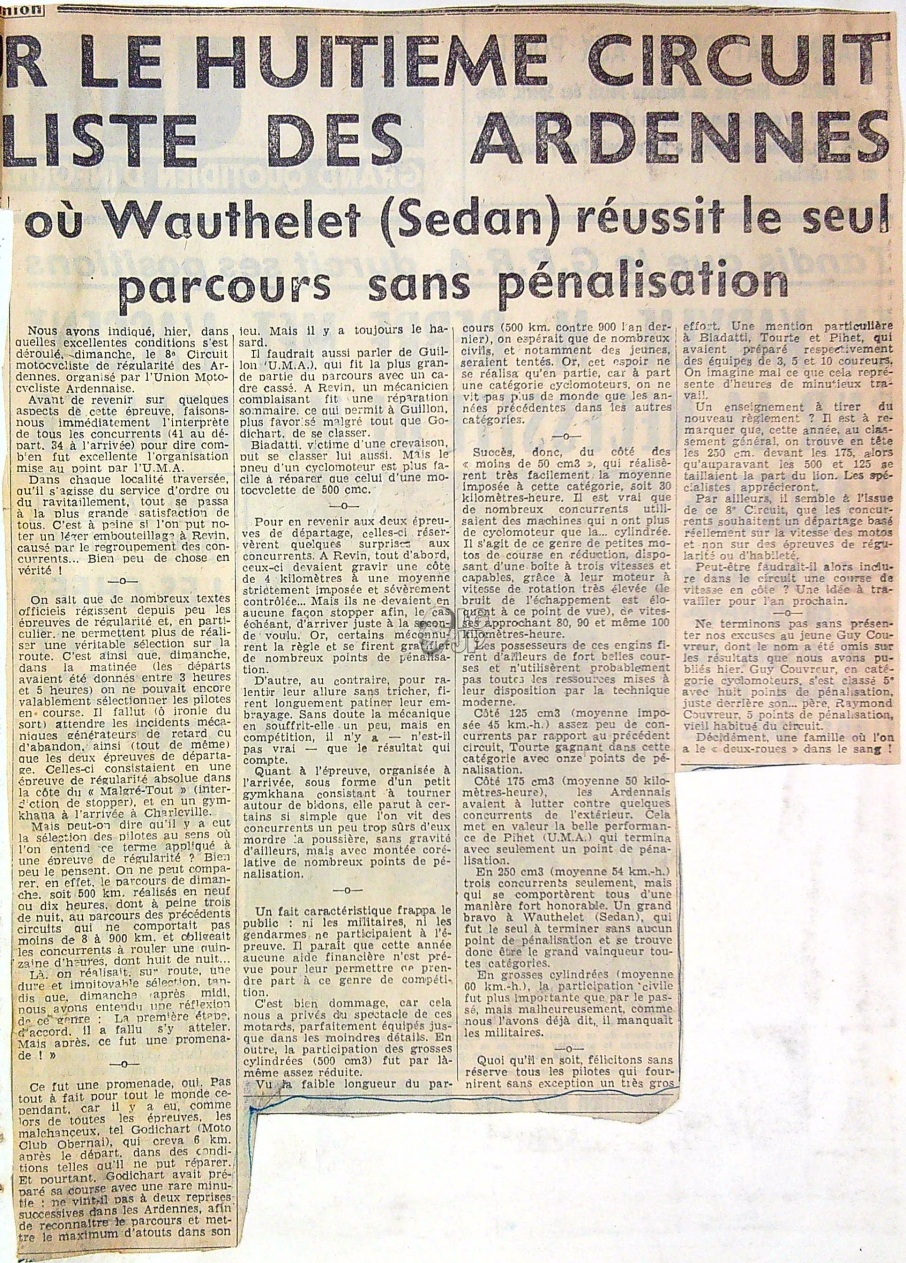 nion
R LE HUITIEME CIRCUIT
LISTE DES ARDENNES
où Wauthelet (Sedan) réussit le seul
parcours sans pénalisation
Nous avons indiqué, hier, dans
quelles excellentes conditions s'est
déroulé, dimanche, le 8e Circuit
motocycliste de régularité des Ar-
dennes, organisé par l'Union Moto-
cycliste Ardennaise.
Avant de revenir sur quelques
aspects de cette épreuve, faisons-
nous immédiatement l'interprète
de tous les concurrents (41 au dé-
part, 34 à l'arrivée) pour dire com-
b'en fut excellente l'organisation
mise au point par l'U.M.A.
Dans chaque localité traversée,
qu'il s'agisse du service d'ordre ou
du ravitaillement, tout se passa
à la plus grande satisfaction de
tous. C'est à peine si l'on put no-
ter un léger embouteillage à Revin,
causé par le regroupement des con-
currents... Bien peu de chose en
vérité !
—o—
On sait que de nombreux textes
officiels régissent depuis peu les
épreuves de régularité et, en parti-
culier, ne permettent plus de réali-
ser une véritable sélection sur la
route. C'est ainsi que, dimanche,
dans la matinée (les départs
avaient été donnés entre 3 heures
et 5 heures) on ne pouvait encore
valablement sélectionner les pilotes
en course. Il fallut (ô ironie du
sort) attendre les incidents méca-
niques générateurs de retard cu
d'abandon, ainsi (tout de même)
que les deux épreuves de départa-
ge. Celles-ci consistaient en une
épreuve de régularité absolue dans
la côte du « Malgré-Tout » (inter-
d'ction de stopper), et en un gym-
khana à l'arrivée à Charleville.
Mais peut-on dire qu'il y a cut
la sélection des pilotes au sens où
l'on entend ce terme appliqué à
une épreuve de régularité ? Bien
peu le pensent. On ne peut compa-
rer, en effet, le parcours de diman-
che, soit 500 km. réalisés en neuf
ou dix heures, dont à peine trois
de nuit, au parcours des précédents
circuits qui ne comportait pas
moins de 8 à 900 km. et obligeait
les concurrents à rouler une quin-
zaine d'heures, dont huit de nuit...
Là, on réalisait, sur route, une
dure et impitoyable sélection, tan-
dis que, dimanche après midi,
nous avons entendu une réflexion
de ce genre : La première étape,
d'accord, il a fallu s'y atteler.
Mais après, ce fut une promena-
de ! »
—o—
Ce fut une promenade, oui. Pas
tout à fait pour tout le monde ce-
pendant, car il y a eu, comme
lors de toutes les épreuves, les
malchanceux, tel Godichart (Moto
Club Obernai), qui creva 6 km.
après le départ, dans des condi-
tions telles qu'il ne put réparer.
Et pourtant, Godichart avait pré-
paré sa course avec une rare minu-
tie : ne vint-il pas à deux reprises
successives dans les Ardennes, afin
de reconnaître le parcours et met-
tre le maximum d'atouts dans son
jeu. Mais il y a toujours le ha-
sard.
Il faudrait aussi parler de Guil-
lon (U.M.A.), qui fit la plus gran-
de partie du parcours avec un ca-
dre cassé. A Revin, un mécanicien
complaisant fit une réparation
sommaire, ce qui permit à Guillon,
plus favorisé malgré tout que Go-
dichart, de se classer.
Bladatti, victime d'une crevaison,
put se classer lui aussi. Mais le
pneu d'un cyclomoteur est plus fa-
cile à réparer que celui d'une mo-
tocyclette de 500 cmc.
—o—
Pour en revenir aux deux épreu-
ves de départage, celles-ci réser-
vèrent quelques surprises aux
concurrents. A Revin, tout d'abord,
ceux-ci devaient gravir une côte
de 4 kilomètres à une moyenne
strictement imposée et sévèrement
contrôlée... Mais ils ne devaient en
aucune façon stopper afin, le cas
échéant, d'arriver juste à la secon-
de voulu. Or, certains méconnu-
rent la règle et se firent gratifier
de nombreux points de pénalisa-
tion.
D'autre, au contraire, pour ra-
lentir leur allure sans tricher, fi-
rent longuement patiner leur em-
brayage. Sans doute la mécanique
en souffrit-elle un peu, mais en
compétition, il n'y a — n'est-il
pas vrai — que le résultat qui
compte.
Quant à l'épreuve, organisée à
l'arrivée, sous forme d'un petit
gymkhana consistant à tourner
autour de bidons, elle parut à cer-
tains si simple que l'on vit des
concurrents un peu trop sûrs d'eux
mordre la poussière, sans gravité
d'ailleurs, mais avec montée coré-
lative de nombreux points de pé-
nalisation.
—o—
Un fait caractéristique frappa le
public : ni les militaires, ni les
gendarmes ne participaient à l'é-
preuve. Il paraît que cette année
aucune aide financière n'est pré-
vue pour leur permettre de pren-
dre part à ce genre de compéti-
tion.
C'est bien dommage, car cela
nous a privés du spectacle de ces
motards, parfaitement équipés jus-
que dans les moindres détails. En
outre, la participation des grosses
cylindrées (500 cm3) fut par là-
même assez réduite.
Vu la faible longueur du par-
cours (500 km. contre 900 l'an der-
nier), on espérait que de nombreux
civils, et notamment des jeunes,
seraient tentés. Or, cet espoir ne
se réalisa qu'en partie, car à part
une catégorie cyclomoteurs, on ne
vit pas plus de monde que les an-
nées précédentes dans les autres
catégories.
—o—
Succès, donc, du côté des
« moins de 50 cm3 », qui réalisè-
rent très facilement la moyenne
imposée à cette catégorie, soit 30
kilomètres-heure. Il est vrai que
de nombreux concurrents utili-
saient des machines qui n'ont plus
de cyclomoteur que la... cylindrée.
Il s'agit de ce genre de petites mo-
tos de course en réduction, dispo-
sant d'une boîte à trois vitesses et
capables, grâce à leur moteur à
vitesse de rotation très élevée (le
bruit de l'échappement est élo-
quent à ce point de vue), de vites-
ses approchant 80, 90 et même 100
kilomètres-heure.
Les possesseurs de ces engins fi-
rent d'ailleurs de fort belles cour-
ses et n'utilisèrent probablement
pas toutes les ressources mises à
leur disposition par la technique
moderne.
Côté 125 cm3 (moyenne impo-
sée 45 km.-h.) assez peu de con-
currents par rapport au précédent
circuit, Tourte gagnant dans cette
catégorie avec onze points de pé-
nalisation.
Côté 175 cm3 (moyenne 50 kilo-
mètres-heure), les Ardennais
avaient à lutter contre quelques
concurrents de l'extérieur. Cela
met en valeur la belle performan-
ce de Pihet (U.M.A.) qui termina
avec seulement un point de péna-
lisation.
En 250 cm3 (moyenne 54 km.-h.)
trois concurrents seulement, mais
qui se comportèrent tous d'une
manière fort honorable. Un grand
bravo à Wauthelet (Sedan), qui
fut le seul à terminer sans aucun
point de pénalisation et se trouve
donc être le grand vainqueur tou-
tes catégories.
En grosses cylindrées (moyenne
60 km.-h.), la participation civile
fut plus importante que par le pas-
sé, mais malheureusement, comme
nous l'avons déjà dit, il manquait
les militaires.
—o—
Quoi qu'il en soit, félicitons sans
réserve tous les pilotes qui four-
nirent sans exception un très gros
effort. Une mention particulière
à Bladatti, Tourte et Pihet, qui
avaient préparé respectivement
des équipes de 3, 5 et 10 coureurs.
On imagine mal ce que cela repré-
sente d'heures de minutieux tra-
vail.
Un enseignement à tirer du
nouveau règlement ? Il est à re-
marquer que, cette année, au clas-
sement général, on trouve en tête
les 250 cm. devant les 175, alors
qu'auparavant les 500 et 125 se
taillaient la part du lion. Les spé-
cialistes apprécieront.
Par ailleurs, il semble à l'issue
de ce 8e Circuit, que les concur-
rents souhaitent un départage basé
réellement sur la vitesse des motos
et non sur des épreuves de régu-
larité ou d'habileté.
Peut-être faudrait-il alors inclu-
re dans le circuit une course de
vitesse en côte ? Une idée à tra-
vailler pour l'an prochain.
—o—
Ne terminons pas sans présen-
ter nos excuses au jeune Guy Cou-
vreur, dont le nom a été omis sur
les résultats que nous avons pu-
bliés hier. Guy Couvreur, en caté-
gorie cyclomoteurs, s'est classé 5e
avec huit points de pénalisation,
juste derrière son... père, Raymond
Couvreur, 5 points de pénalisation,
vieil habitué du circuit.
Décidément, une famille où l'on
a le « deux-roues » dans le sang !